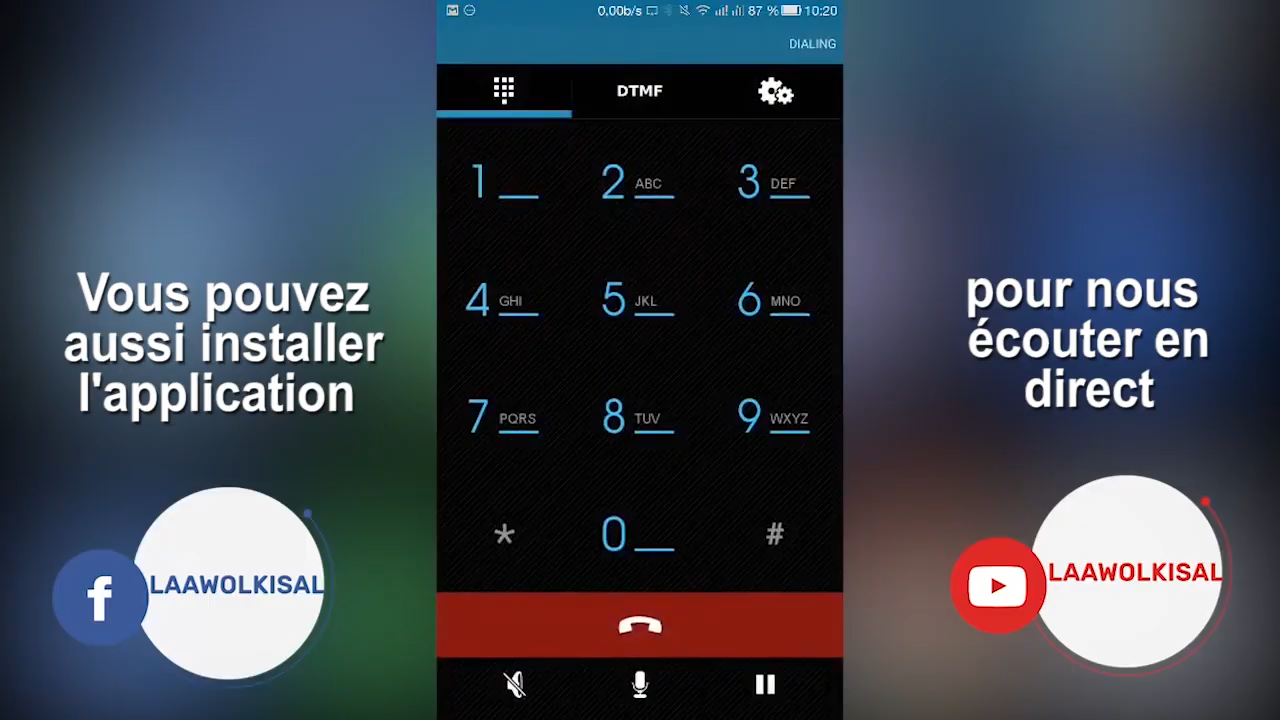 0,00b/s 87 % 10:20
DIALING
DTMF
1
2 ABC
3 DEF
4 GHI
5 JKL
6 MNO
7 PQRS
8 TUV
9 WXYZ
*
0
#
Vous pouvez
aussi installer
l'application
pour nous
écouter en
direct
f
LAAWOLKISAL
LAAWOLKISAL